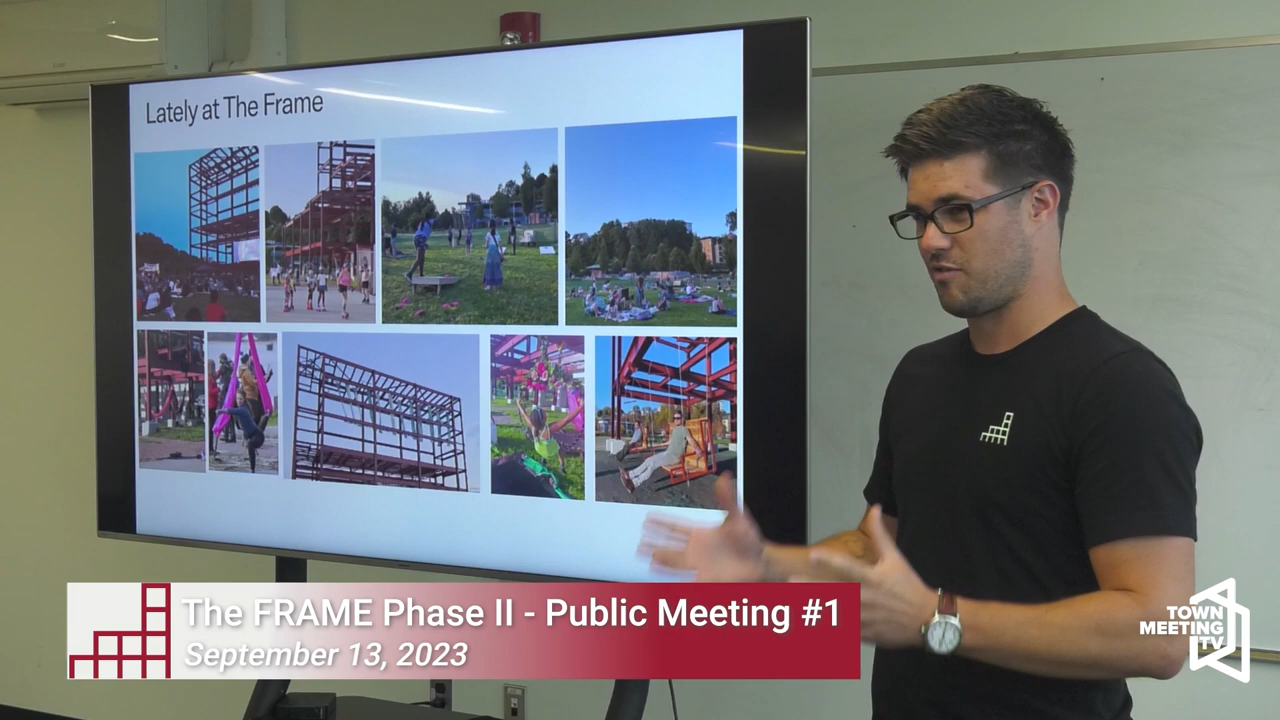 Lately at The Frame
The FRAME Phase II - Public Meeting #1
September 13, 2023
TOWN
MEETING
TV